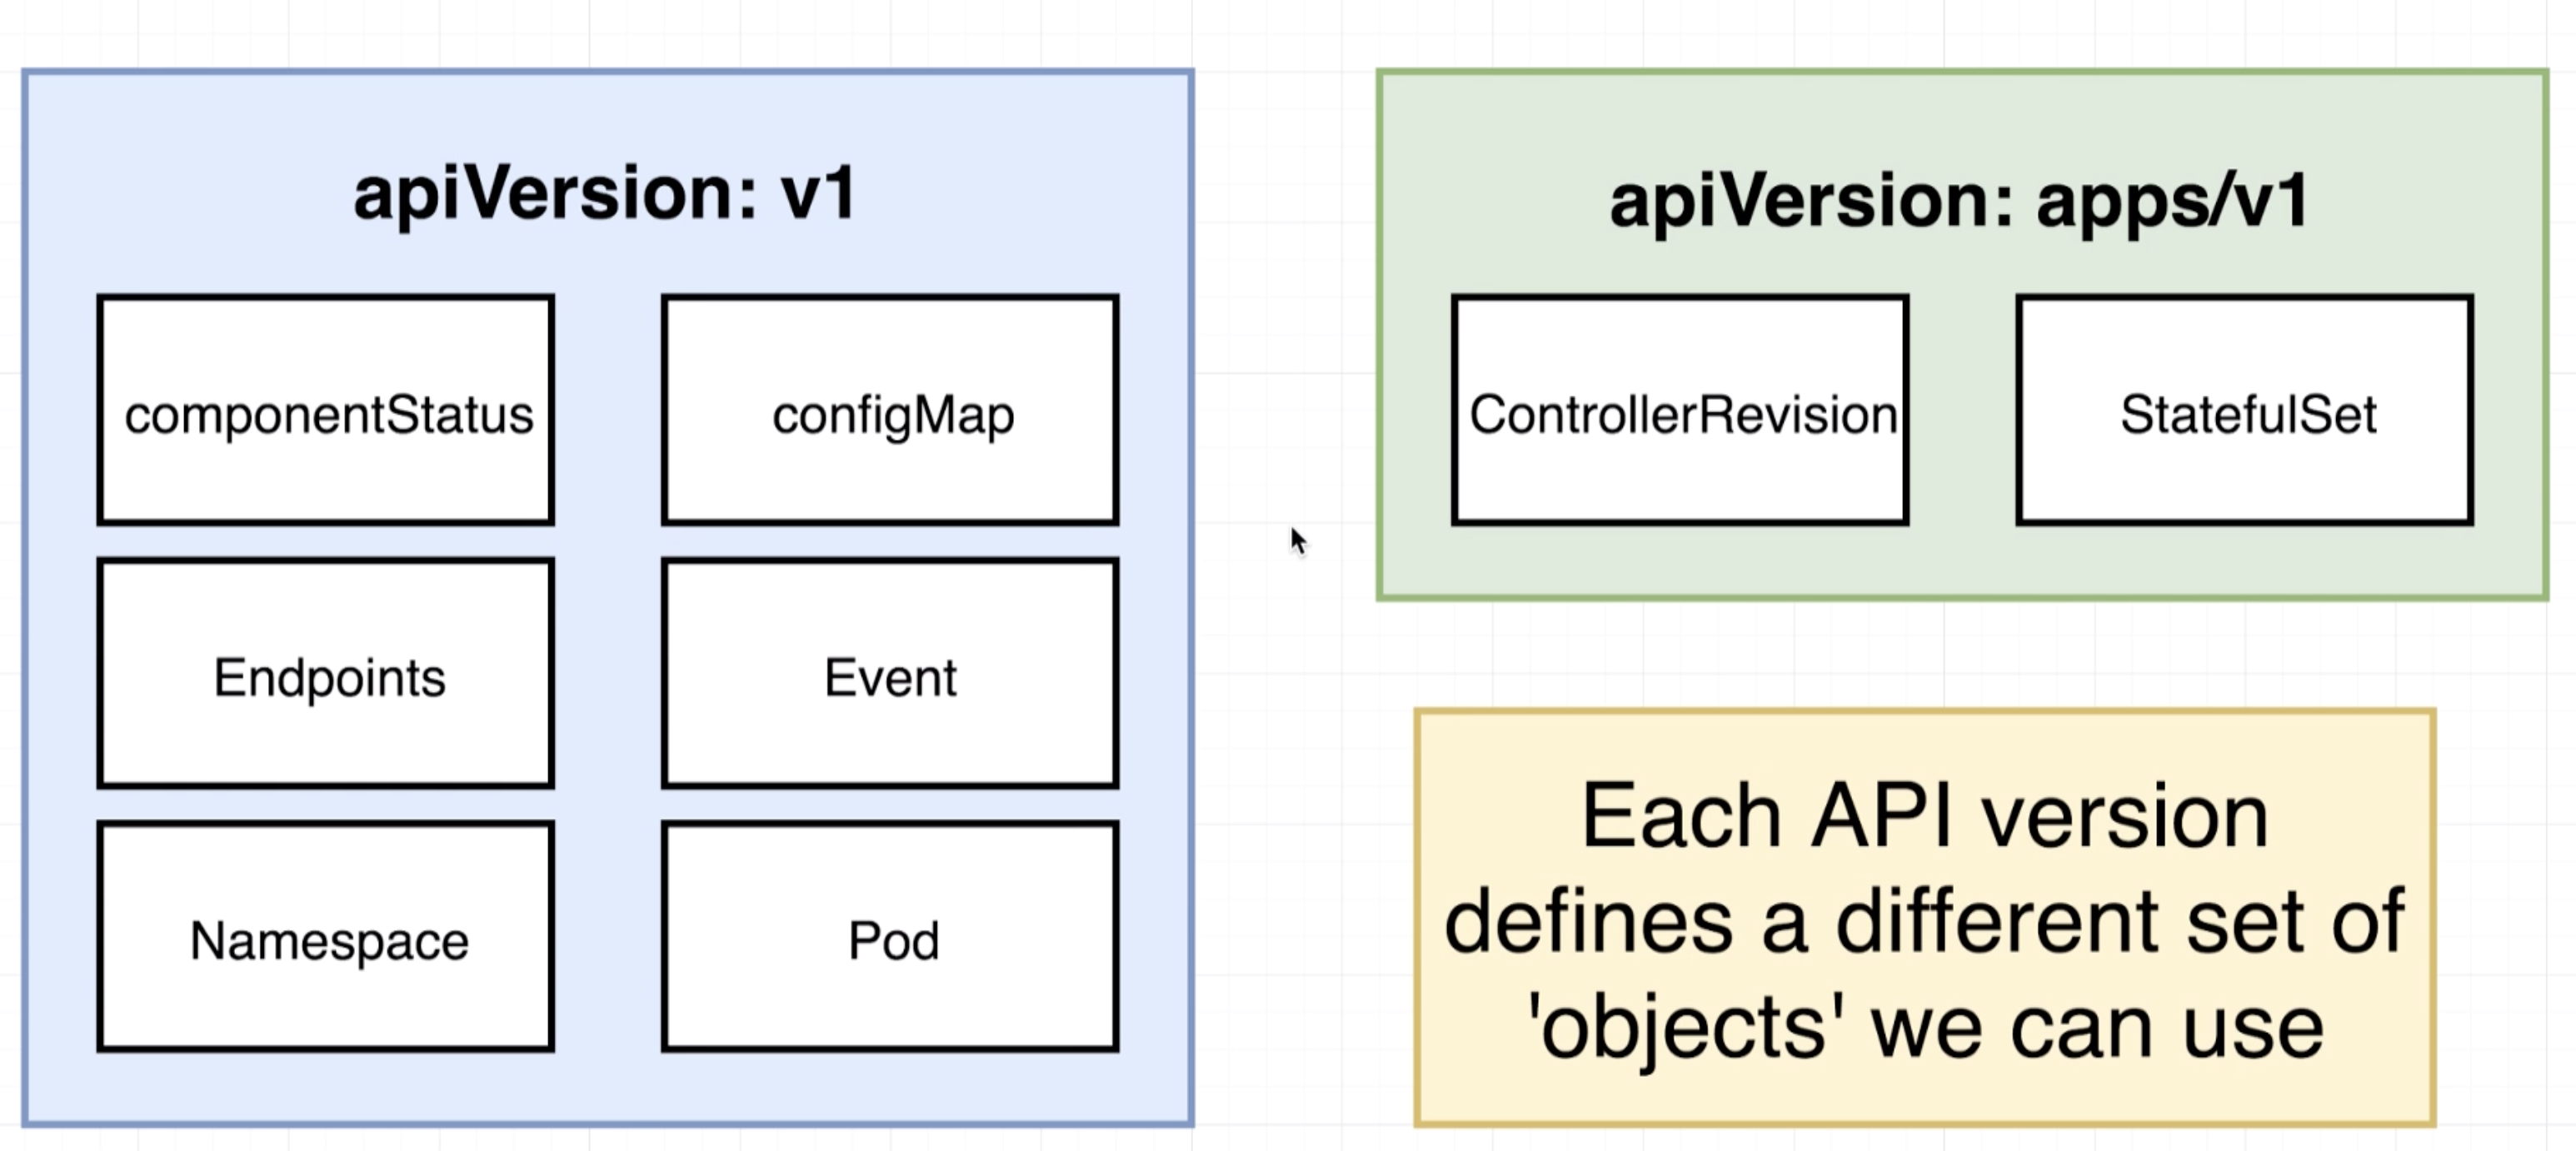 apiVersion: v1
componentStatus
configMap
Endpoints
Event
Namespace
Pod
apiVersion: apps/v1
ControllerRevision
StatefulSet
Each API version
defines a different set of
'objects' we can use